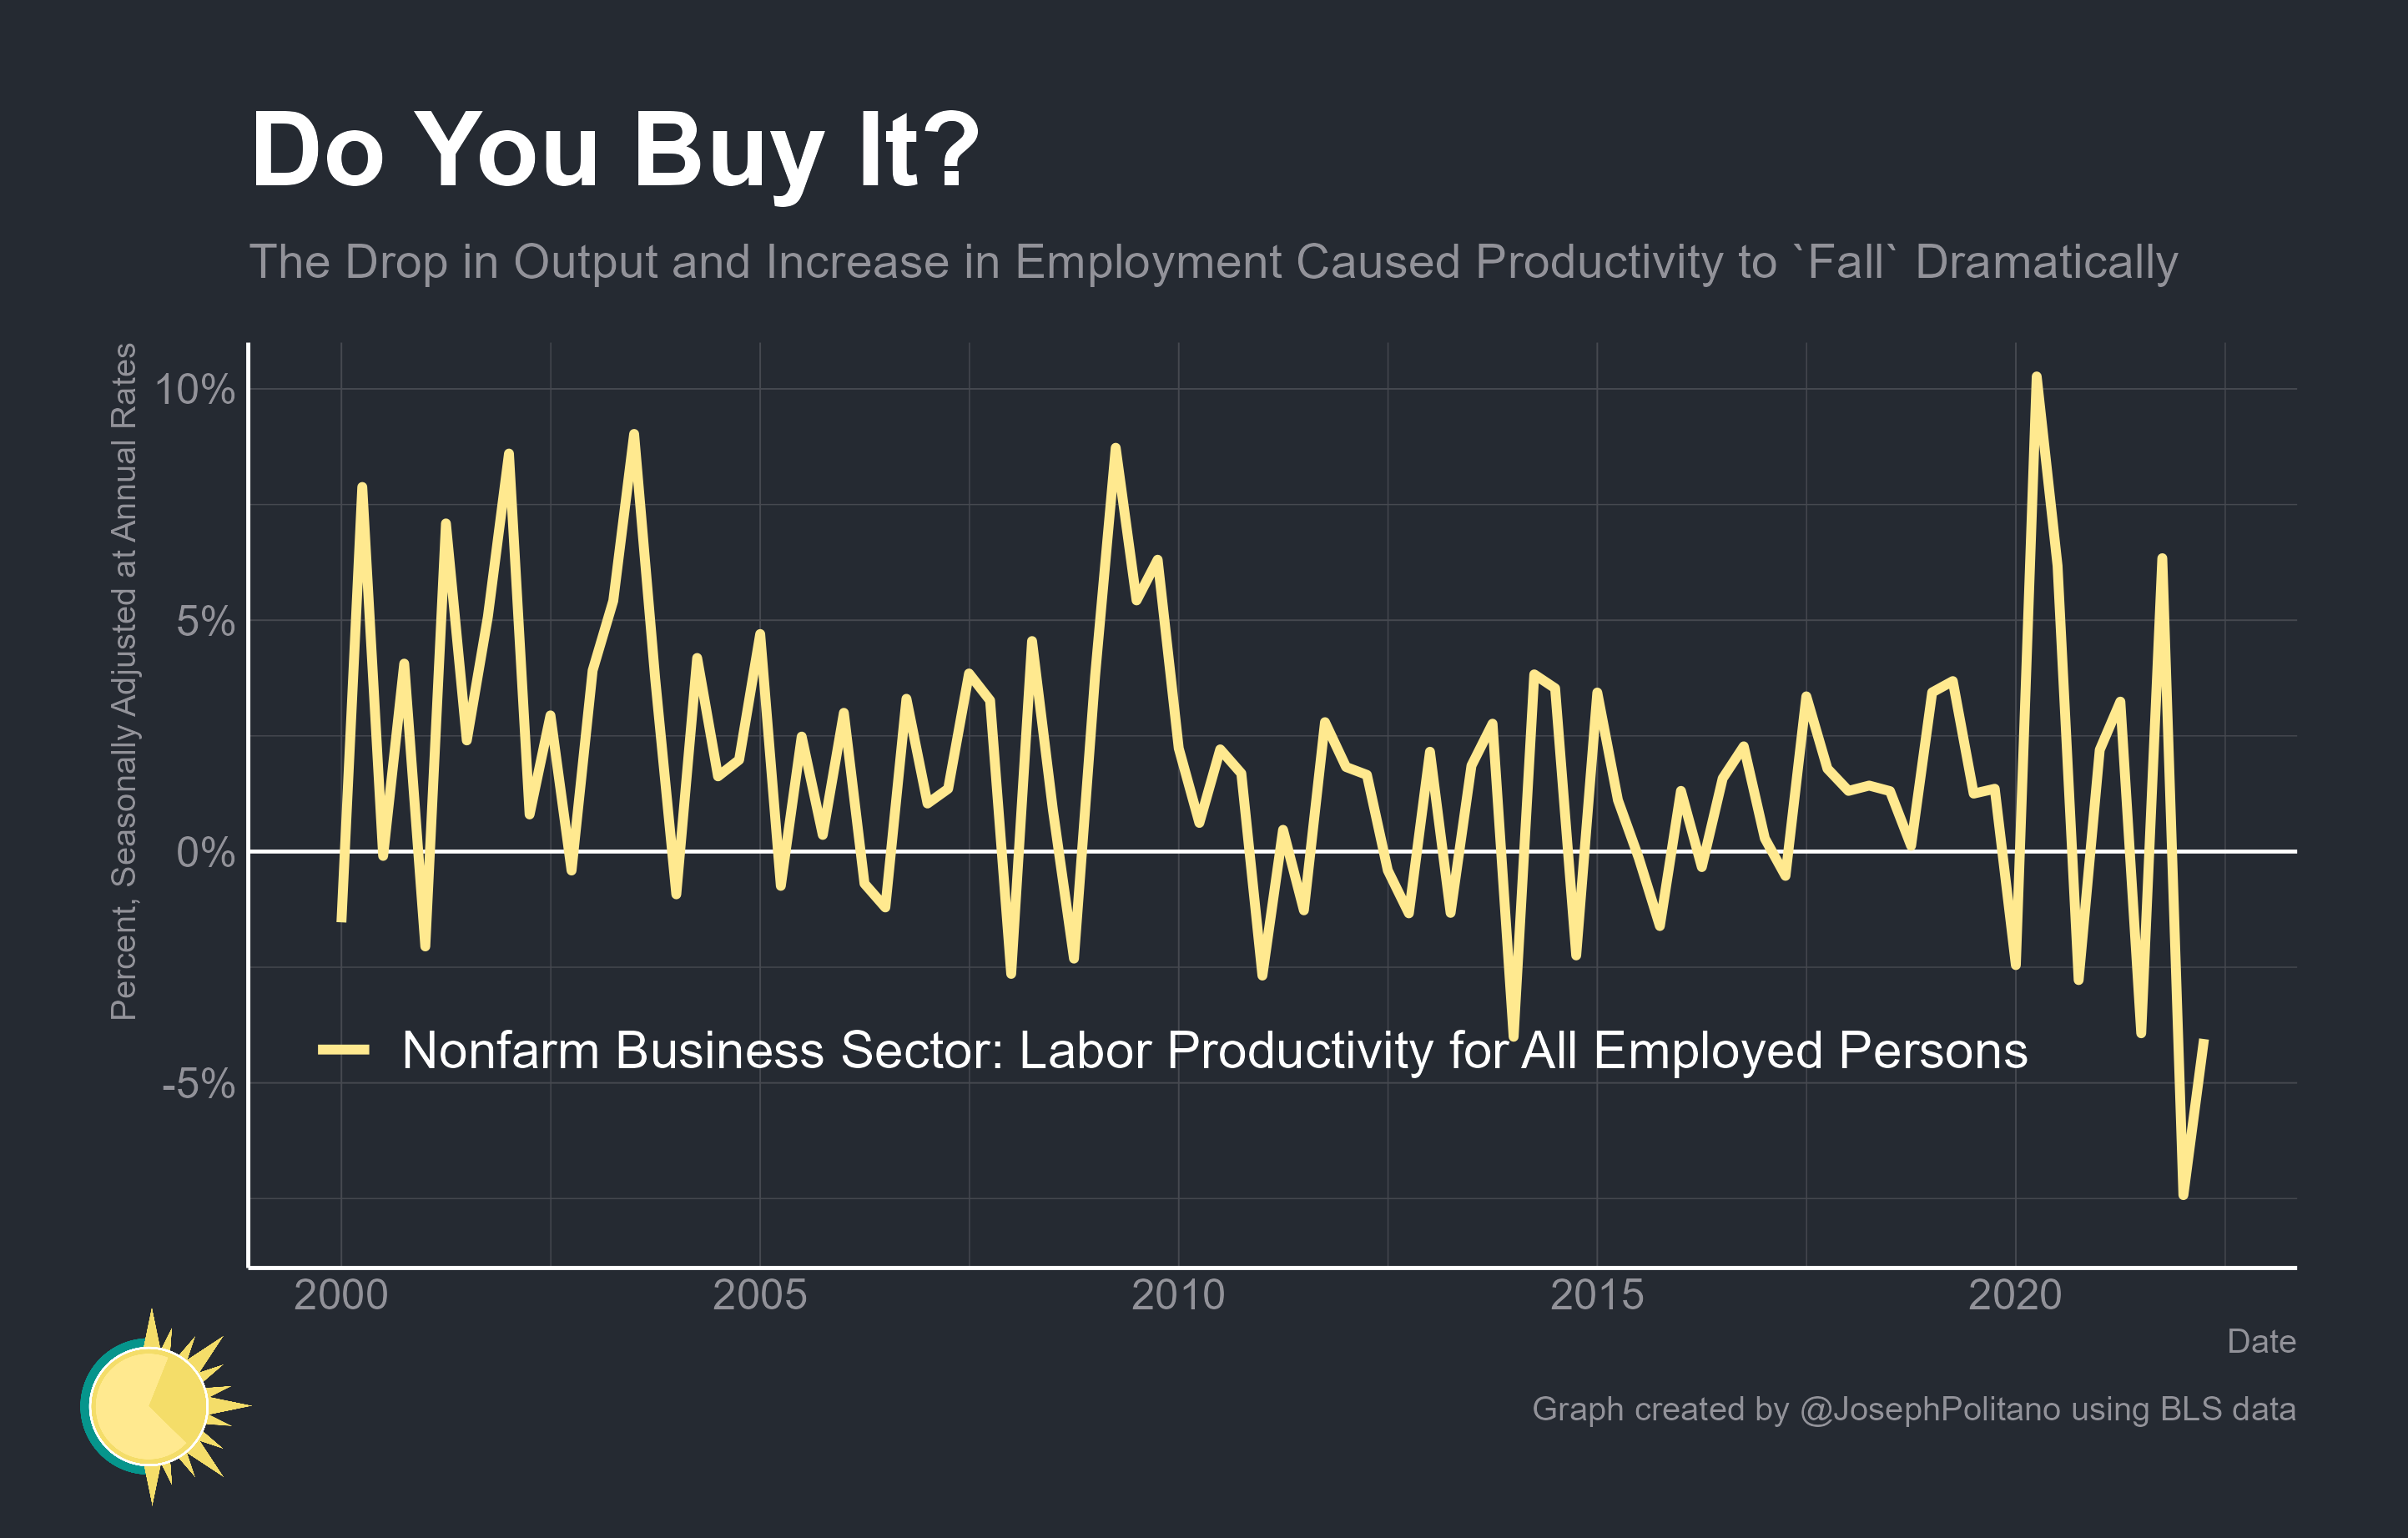 Do You Buy It?
The Drop in Output and Increase in Employment Caused Productivity to `Fall` Dramatically
Percent, Seasonally Adjusted at Annual Rates
10%
5%
0%
-5%
Nonfarm Business Sector: Labor Productivity for All Employed Persons
2000 2005 2010 2015 2020
Date
Graph created by @JosephPolitano using BLS data